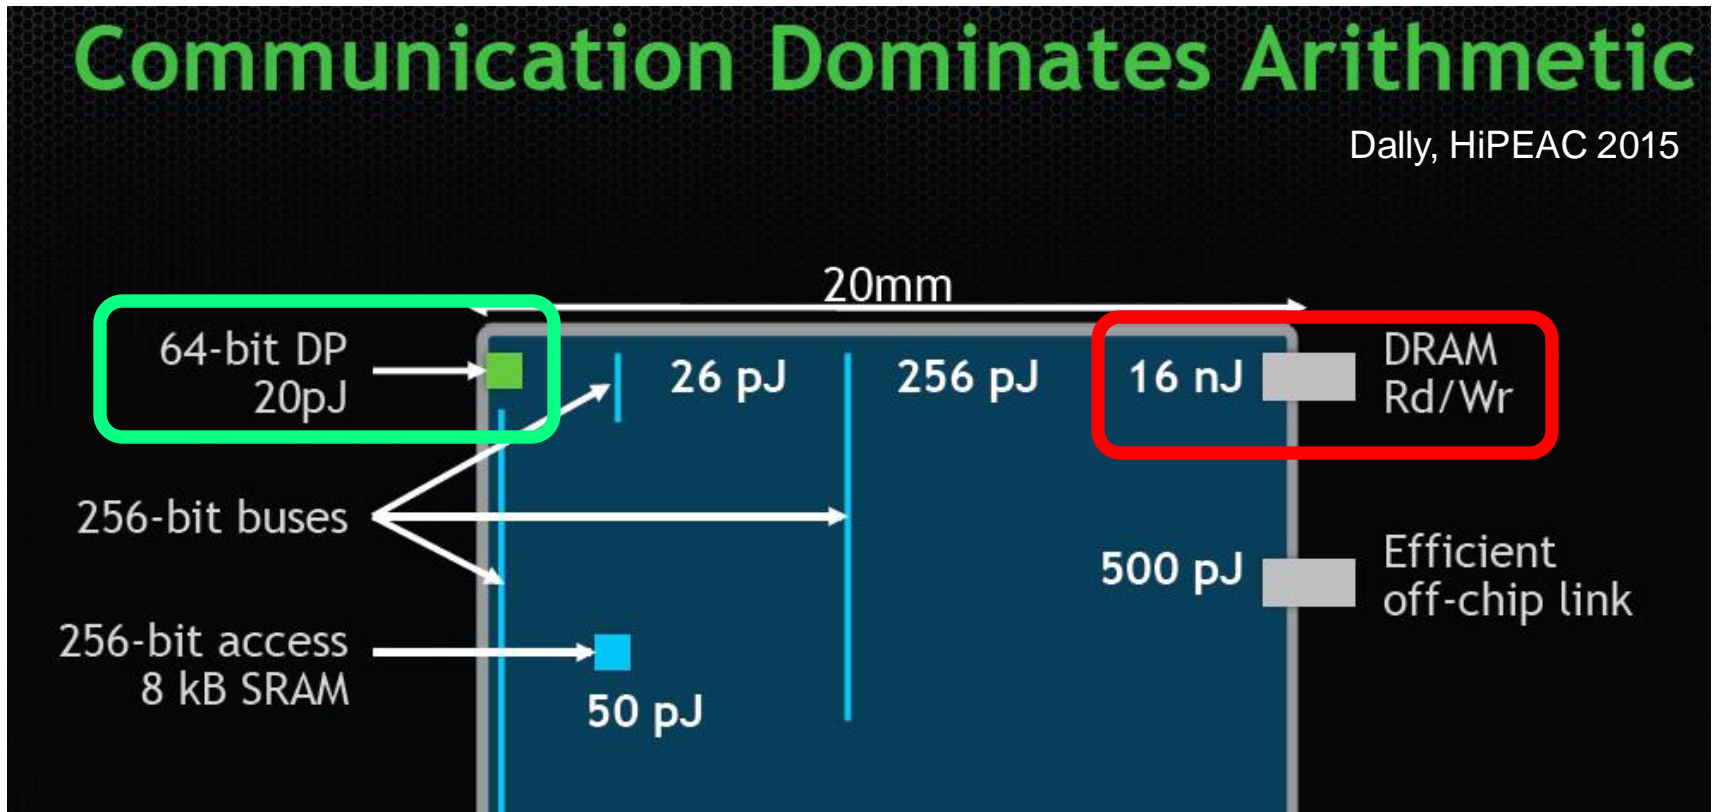 Communication Dominates Arithmetic
Dally, HiPEAC 2015
20mm
64-bit DP
20pJ
26 pJ
256 pJ
16 nJ
DRAM
Rd/Wr
256-bit buses
500 pJ
Efficient
off-chip link
256-bit access
8 kB SRAM
50 pJ